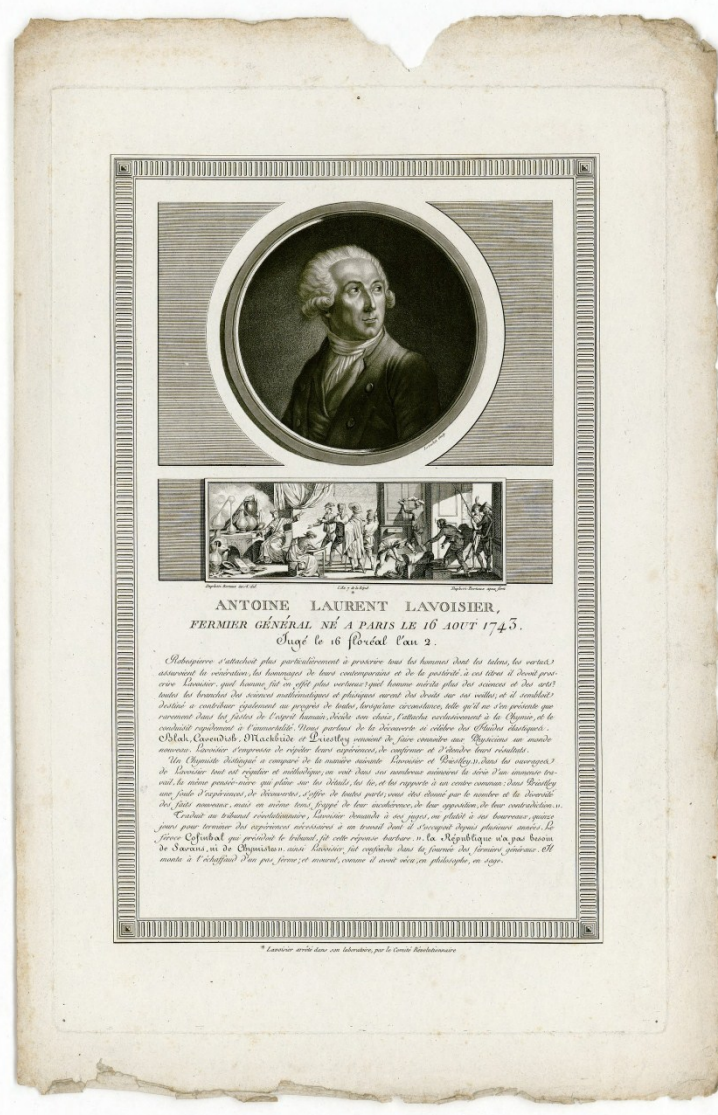 Duplessi Bertaux inv. & del.
Duplessi Bertaux aqua forti
ANTOINE LAURENT LAVOISIER,
FERMIER GÉNÉRAL NÉ A PARIS LE 16 AOUT 1743.
Jugé le 16 floréal l'an 2.
Robespierre s'attachoit plus particulièrement à proscrire tous les hommes dont les talens, les vertus
assuroient la vénération, les hommages de leurs contemporains et de la postérité. à ces titres il devoit pros-
crire Lavoisier, quel homme fut en effet plus vertueux? quel homme mérita plus des sciences et des arts?
toutes les branches des sciences mathématiques et phisiques eurent des droits sur ses veilles; et il sembloit
destiné a contribuer également au progrès de toutes, lorsqu'une circonstance, telle qu'il ne s'en présente que
rarement dans les fastes de l'esprit humain, décida son choix, l'attacha exclusivement à la Chymie, et le
conduisit rapidement à l'immortalité. Nous parlons de la découverte si célèbre des Fluides élastiques.
Blak, Cavendish, Mackbride et Priestley venoient de faire connoître aux Physiciens un monde
nouveau. Lavoisier s'empressa de répéter leurs expériences, de confirmer et d'étendre leurs résultats.
Un Chymiste distingué a comparé de la manière suivante Lavoisier et Priestley. ,, dans les ouvrages
de Lavoisier tout est régulier et méthodique, on voit dans ses nombreux mémoires la série d'un immense tra-
vail, la même pensée-mère qui plane sur les détails, les lie, et les rapporte à un centre commun: dans Priestley
une foule d'expériences, de découvertes, s'offre de toutes parts; vous êtes étonné par le nombre et la diversité
des faits nouveaux, mais en même tems frappé de leur incohérence, de leur opposition, de leur contradiction. ,,
Traduit au tribunal révolutionnaire, Lavoisier demanda à ses juges, ou plutôt à ses bourreaux, quinze
jours pour terminer des expériences nécessaires à un travail dont il s'occupoit depuis plusieurs années. Le
féroce Cofinbal qui présidoit le tribunal, fit cette réponse barbare. ,, la République n'a pas besoin
de Savans, ni de Chymistes ,, ainsi Lavoisier fut confondu dans la fournée des fermiers généraux. Il
monta à l'échaffaud d'un pas ferme; et mourut, comme il avoit vécu, en philosophe, en sage.
* Lavoisier arrêté dans son laboratoire, par le Comité Révolutionnaire